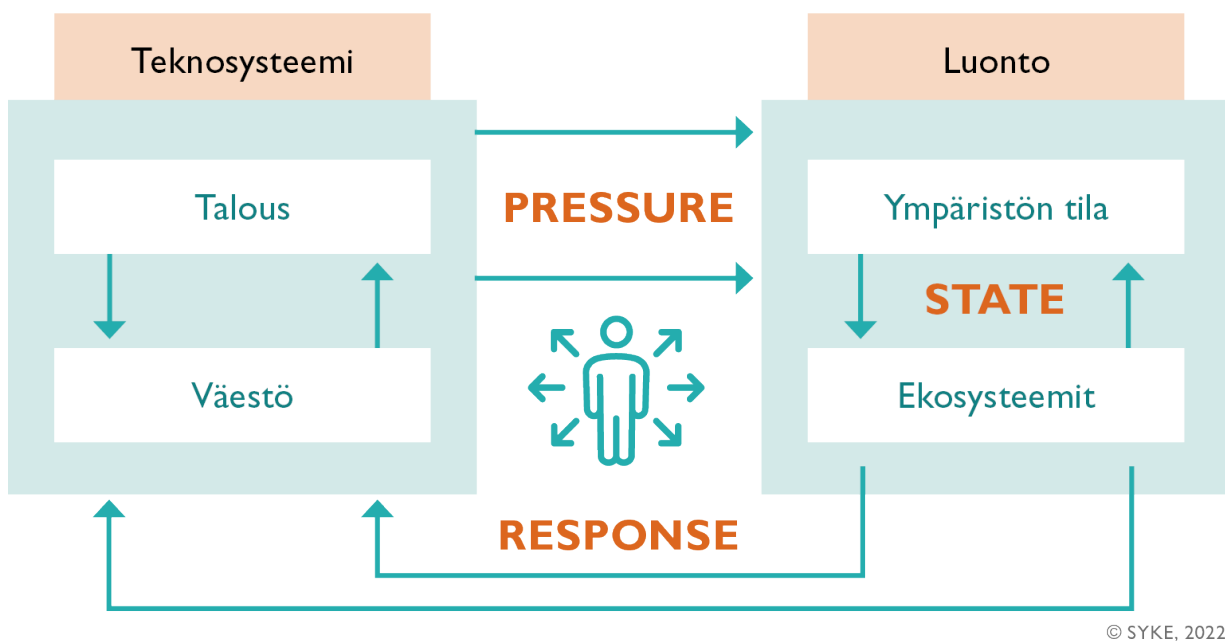 Teknosysteemi
Luonto
Talous
PRESSURE
Ympäristön tila
STATE
Väestö
Ekosysteemit
RESPONSE
© SYKE, 2022